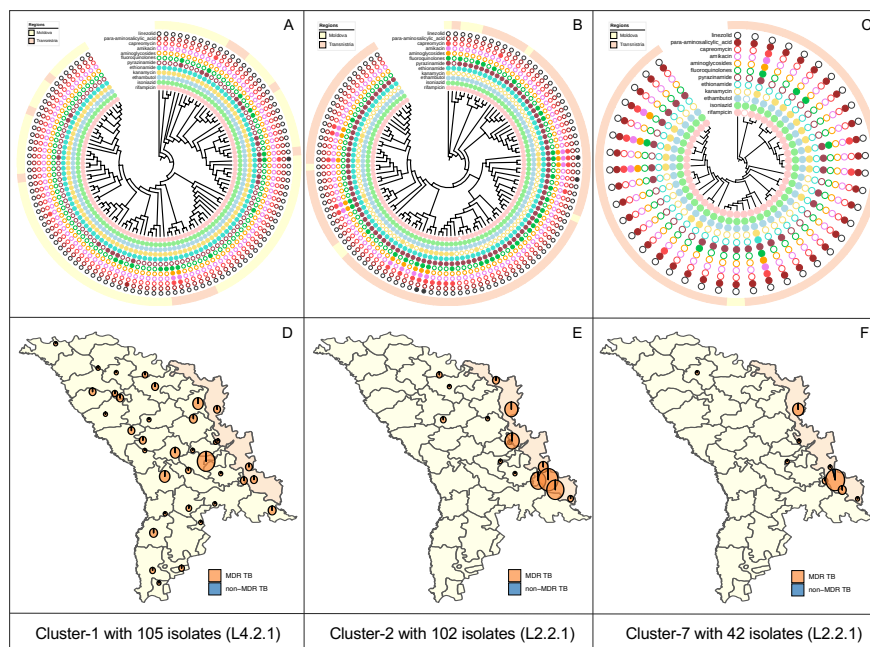 A
Regions
Moldova
Transnistria
linezolid
para-aminosalicylic_acid
capreomycin
amikacin
aminoglycosides
fluoroquinolones
pyrazinamide
ethionamide
kanamycin
ethambutol
isoniazid
rifampicin
B
Regions
Moldova
Transnistria
linezolid
para-aminosalicylic_acid
capreomycin
amikacin
aminoglycosides
fluoroquinolones
pyrazinamide
ethionamide
kanamycin
ethambutol
isoniazid
rifampicin
C
Regions
Moldova
Transnistria
linezolid
para-aminosalicylic_acid
capreomycin
amikacin
aminoglycosides
fluoroquinolones
pyrazinamide
ethionamide
kanamycin
ethambutol
isoniazid
rifampicin
D
MDR TB
non-MDR TB
E
MDR TB
non-MDR TB
F
MDR TB
non-MDR TB
Cluster-1 with 105 isolates (L4.2.1)
Cluster-2 with 102 isolates (L2.2.1)
Cluster-7 with 42 isolates (L2.2.1)